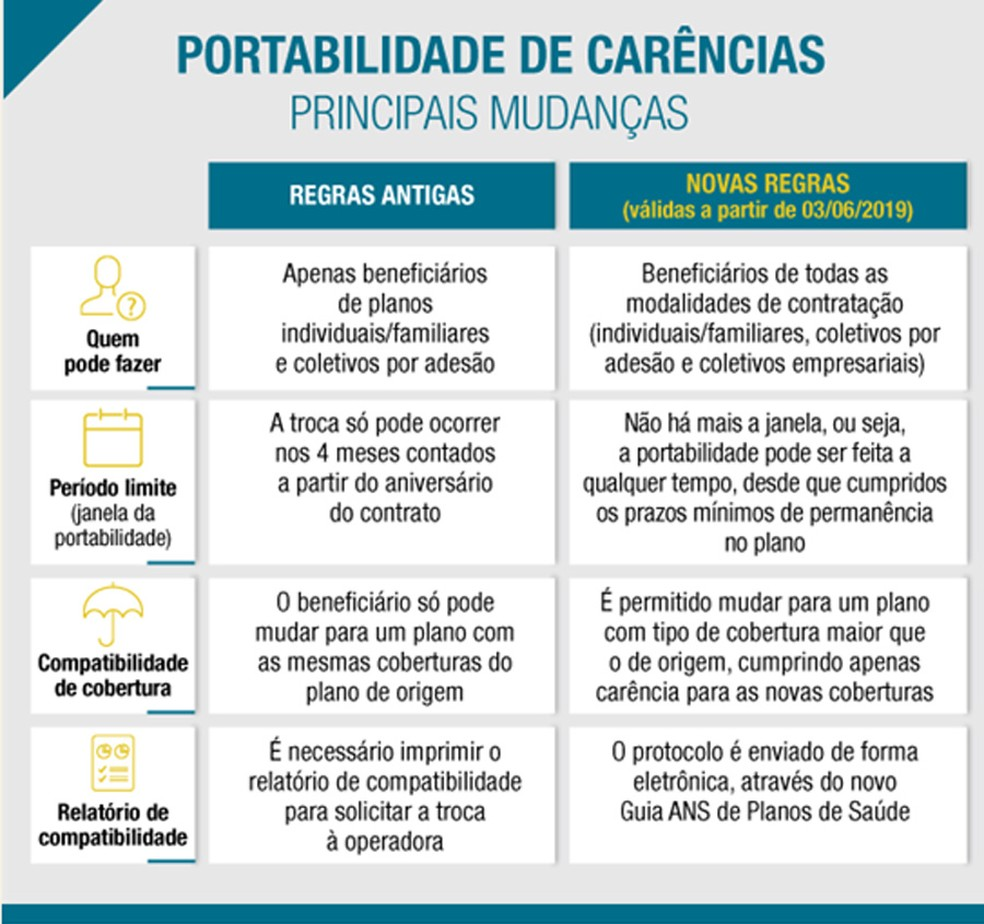 PORTABILIDADE DE CARÊNCIAS
PRINCIPAIS MUDANÇAS
REGRAS ANTIGAS
NOVAS REGRAS
(válidas a partir de 03/06/2019)
?
Quem
pode fazer
Apenas beneficiários
de planos
individuais/familiares
e coletivos por adesão
Beneficiários de todas as
modalidades de contratação
(individuais/familiares, coletivos por
adesão e coletivos empresariais)
Período limite
(janela da
portabilidade)
A troca só pode ocorrer
nos 4 meses contados
a partir do aniversário
do contrato
Não há mais a janela, ou seja,
a portabilidade pode ser feita a
qualquer tempo, desde que cumpridos
os prazos mínimos de permanência
no plano
Compatibilidade
de cobertura
O beneficiário só pode
mudar para um plano com
as mesmas coberturas do
plano de origem
É permitido mudar para um plano
com tipo de cobertura maior que
o de origem, cumprindo apenas
carência para as novas coberturas
Relatório de
compatibilidade
É necessário imprimir o
relatório de compatibilidade
para solicitar a troca
à operadora
O protocolo é enviado de forma
eletrônica, através do novo
Guia ANS de Planos de Saúde